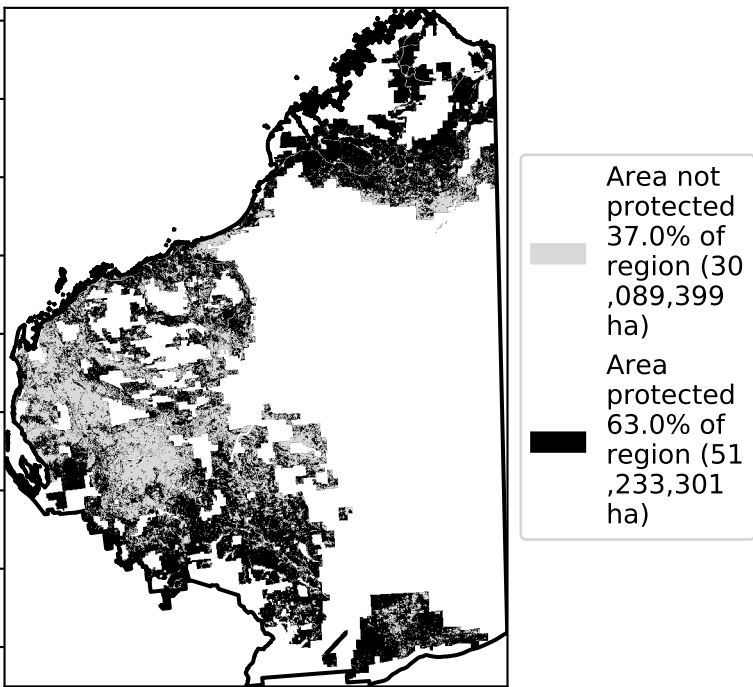 Area not
protected
37.0% of
region (30
,089,399
ha)
Area
protected
63.0% of
region (51
,233,301
ha)